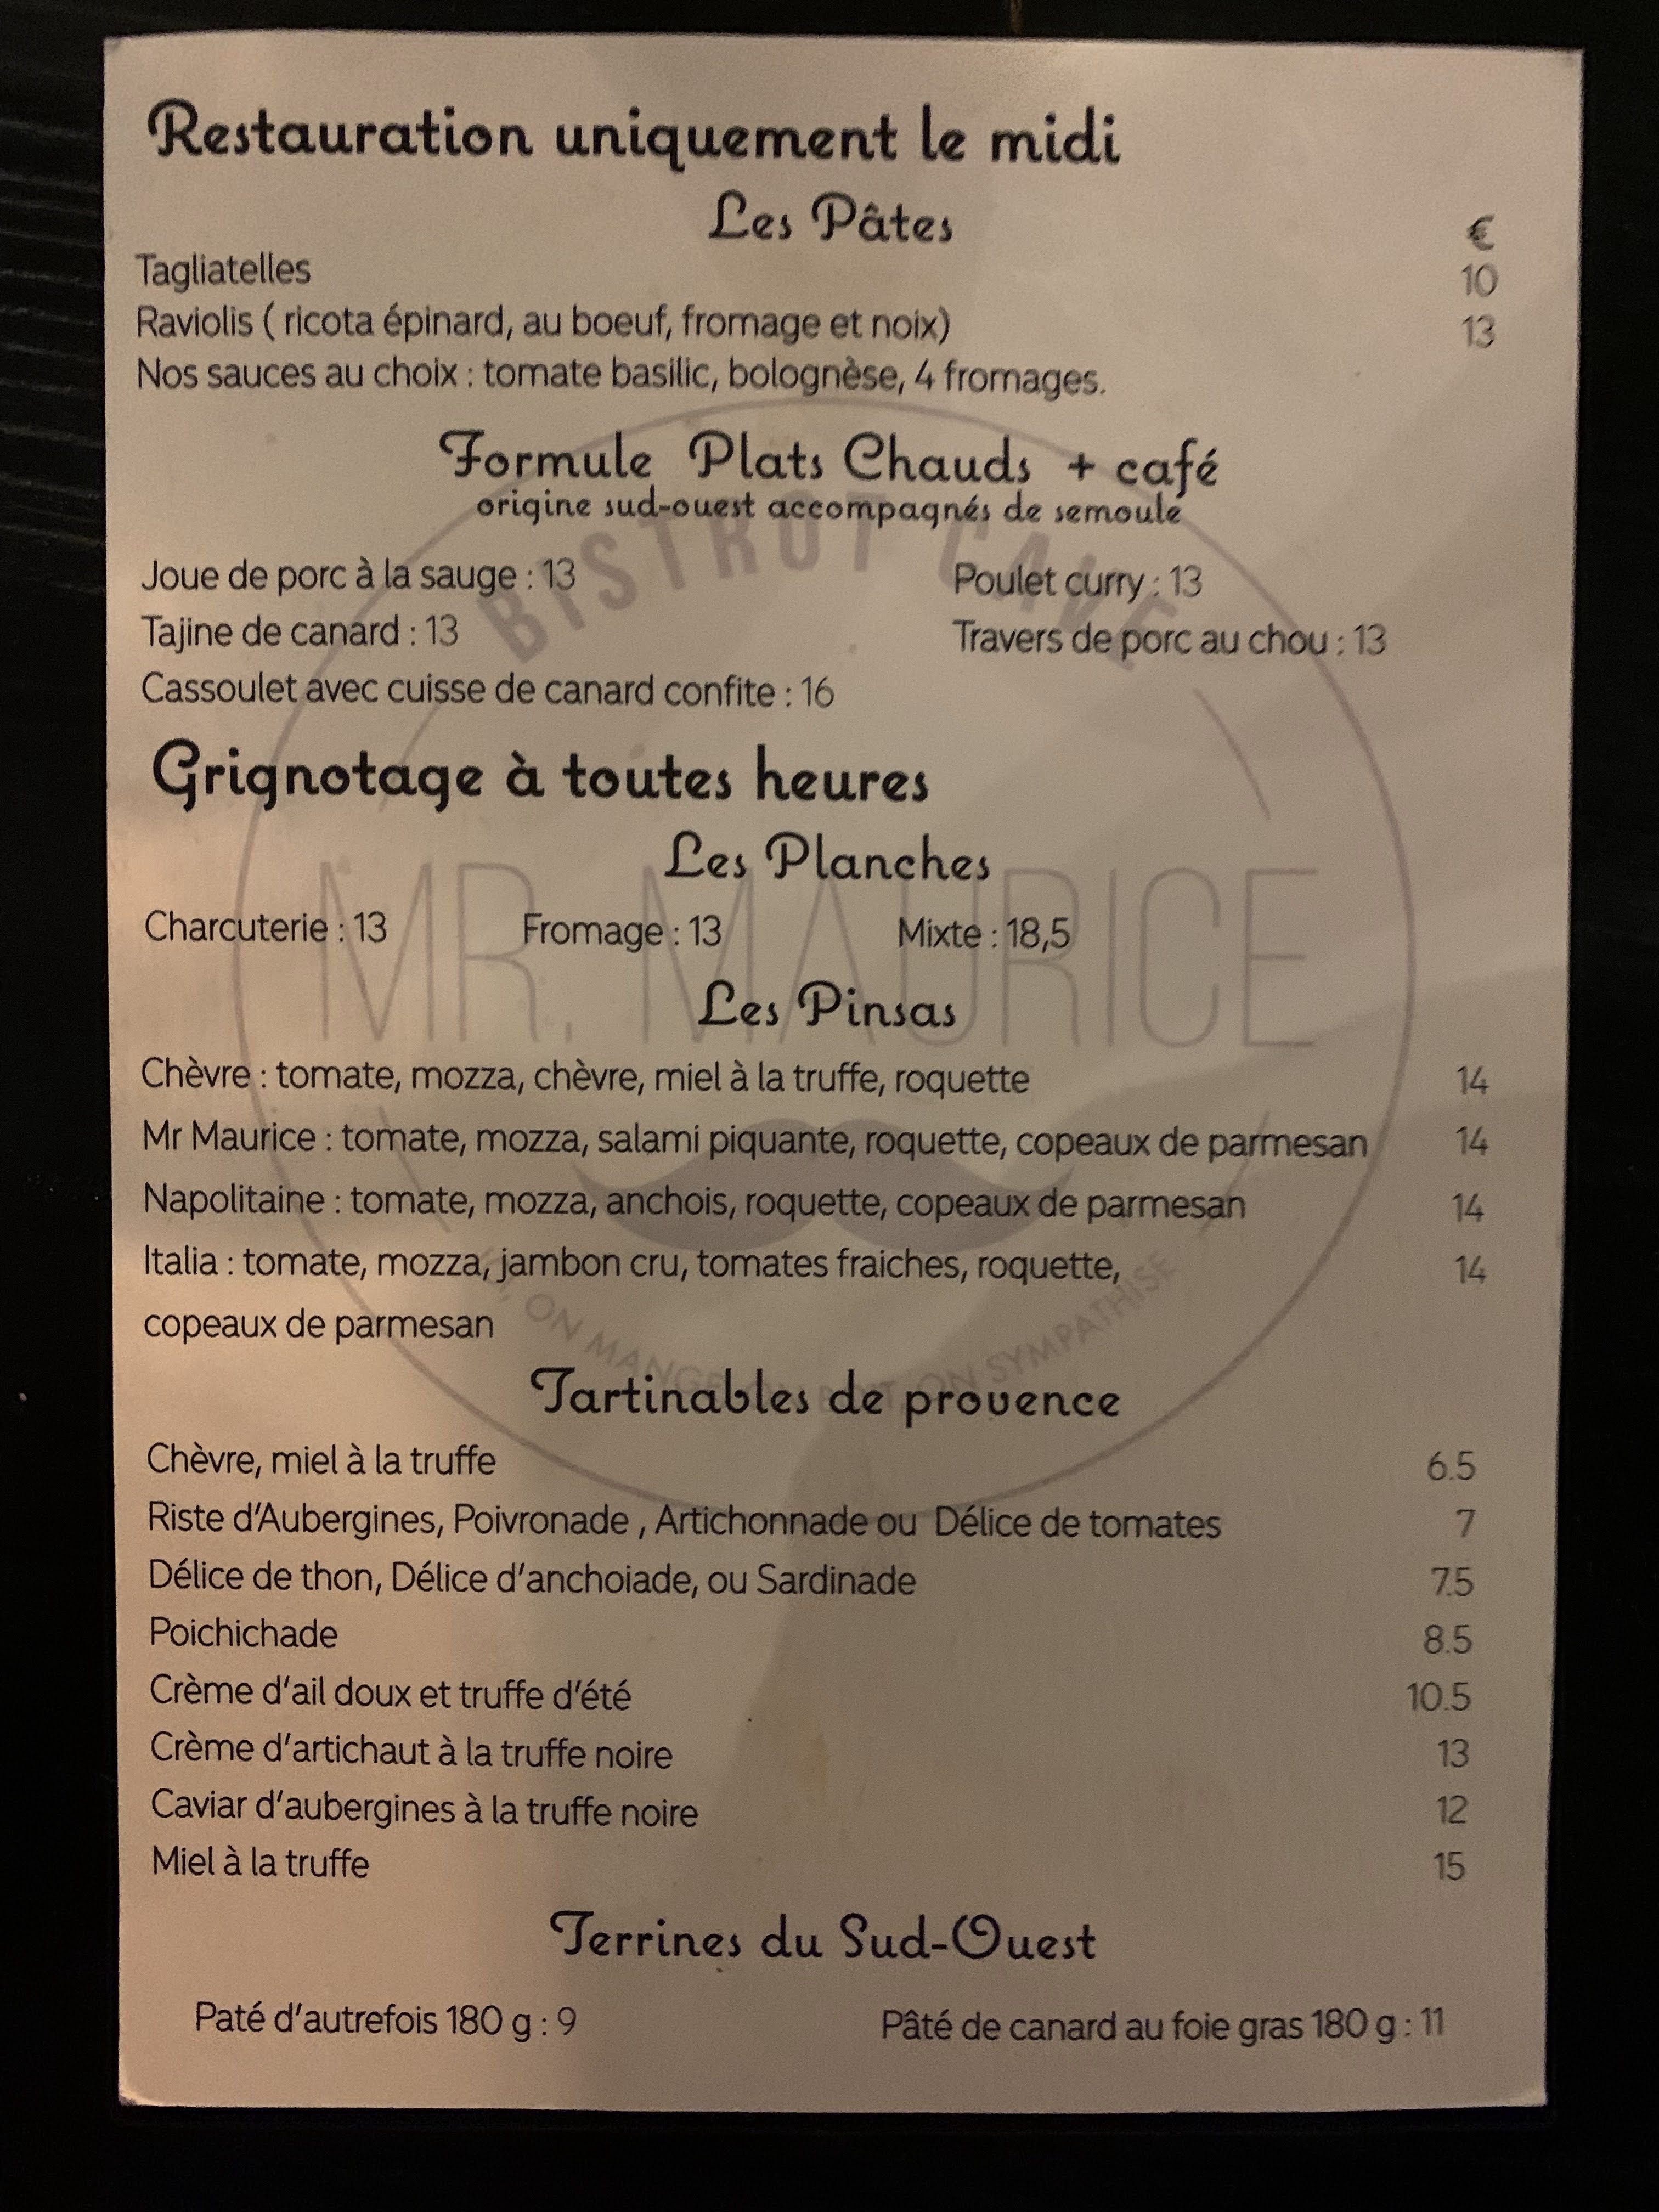 Restauration uniquement le midi
Les Pâtes
€
Tagliatelles 10
Raviolis ( ricota épinard, au boeuf, fromage et noix) 13
Nos sauces au choix : tomate basilic, bolognèse, 4 fromages.
Formule Plats Chauds + café
origine sud-ouest accompagnés de semoule
BISTROT CAVE
Joue de porc à la sauge : 13 Poulet curry : 13
Tajine de canard : 13 Travers de porc au chou : 13
Cassoulet avec cuisse de canard confite : 16
Grignotage à toutes heures
Les Planches
MR. MAURICE
Charcuterie : 13 Fromage : 13 Mixte : 18,5
Les Pinsas
Chèvre : tomate, mozza, chèvre, miel à la truffe, roquette 14
Mr Maurice : tomate, mozza, salami piquante, roquette, copeaux de parmesan 14
Napolitaine : tomate, mozza, anchois, roquette, copeaux de parmesan 14
Italia : tomate, mozza, jambon cru, tomates fraiches, roquette, 14
copeaux de parmesan
ON MANGE ON SYMPATHISE
Tartinables de provence
Chèvre, miel à la truffe 6.5
Riste d'Aubergines, Poivronade , Artichonnade ou Délice de tomates 7
Délice de thon, Délice d'anchoiade, ou Sardinade 7.5
Poichichade 8.5
Crème d'ail doux et truffe d'été 10.5
Crème d'artichaut à la truffe noire 13
Caviar d'aubergines à la truffe noire 12
Miel à la truffe 15
Terrines du Sud-Ouest
Paté d'autrefois 180 g : 9 Pâté de canard au foie gras 180 g : 11